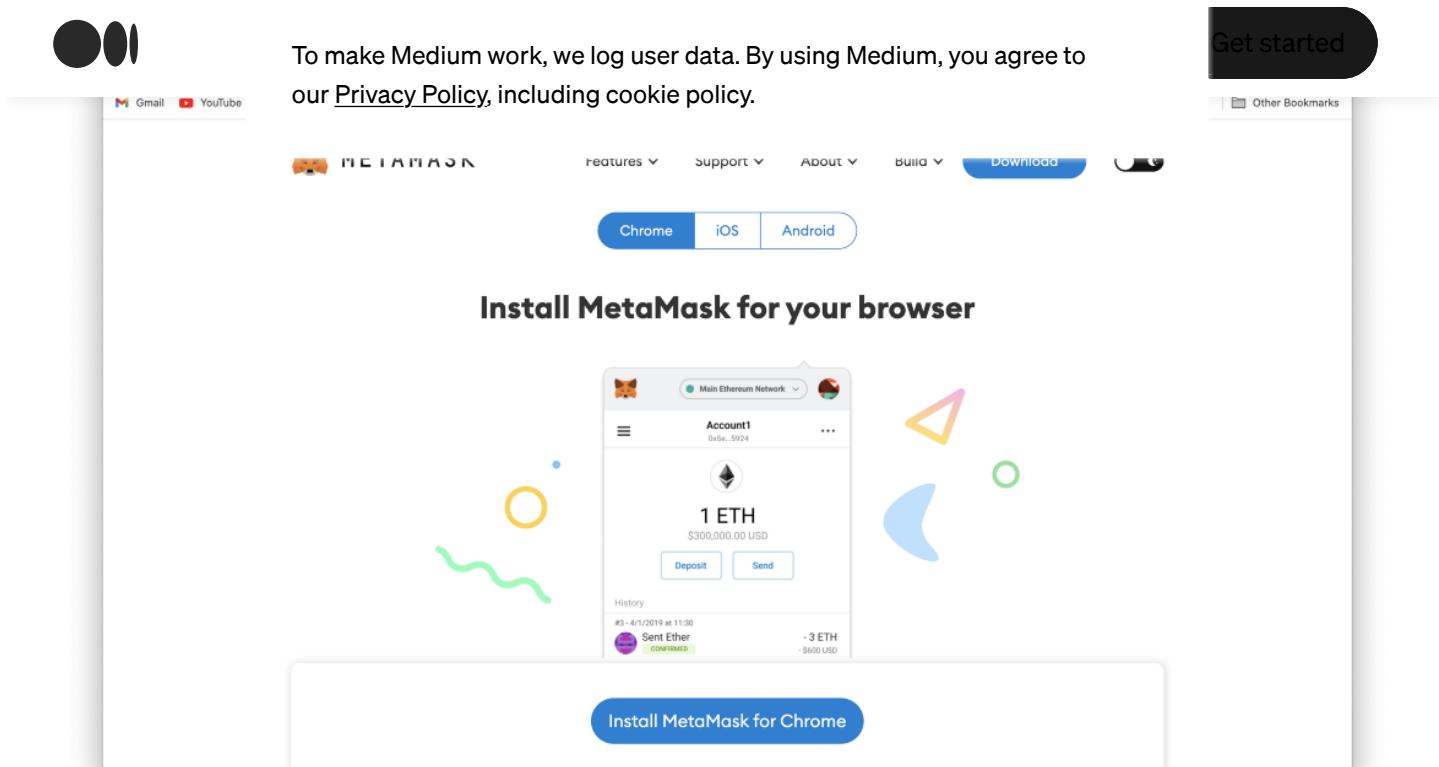 To make Medium work, we log user data. By using Medium, you agree to
our Privacy Policy, including cookie policy.
Get started
Gmail YouTube
Other Bookmarks
METAMASK Features Support About Build Download
Chrome iOS Android
Install MetaMask for your browser
Main Ethereum Network
Account1
0x5e...5924
1 ETH
$300,000.00 USD
Deposit Send
History
#3 - 4/1/2019 at 11:30
Sent Ether - 3 ETH
CONFIRMED - $600 USD
Install MetaMask for Chrome